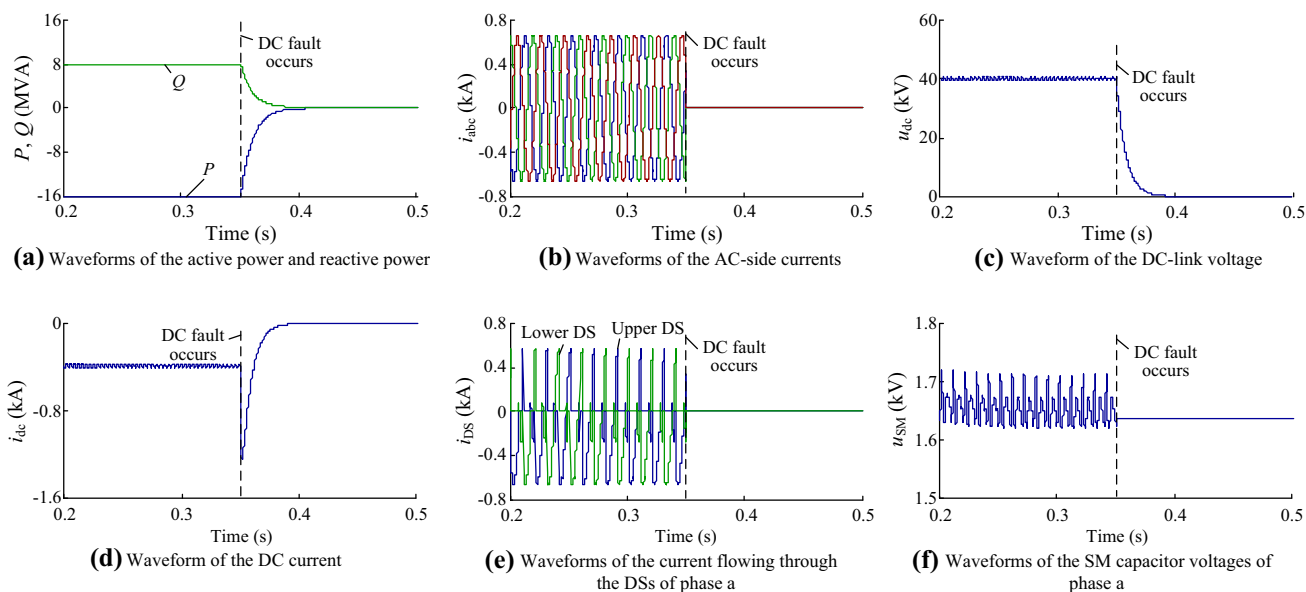 16
8
0
-8
-16
P, Q (MVA)
DC fault
occurs
Q
P
0.2
0.3
0.4
0.5
Time (s)
(a) Waveforms of the active power and reactive power
0.8
0.4
0
-0.4
-0.8
iabc (kA)
DC fault
occurs
0.2
0.3
0.4
0.5
Time (s)
(b) Waveforms of the AC-side currents
60
40
20
0
udc (kV)
DC fault
occurs
0.2
0.3
0.4
0.5
Time (s)
(c) Waveform of the DC-link voltage
0
-0.8
-1.6
idc (kA)
DC fault
occurs
0.2
0.3
0.4
0.5
Time (s)
(d) Waveform of the DC current
0.8
0.4
0
-0.4
-0.8
iDS (kA)
Lower DS
Upper DS
DC fault
occurs
0.2
0.3
0.4
0.5
Time (s)
(e) Waveforms of the current flowing through
the DSs of phase a
1.8
1.7
1.6
1.5
uSM (kV)
DC fault
occurs
0.2
0.3
0.4
0.5
Time (s)
(f) Waveforms of the SM capacitor voltages of
phase a